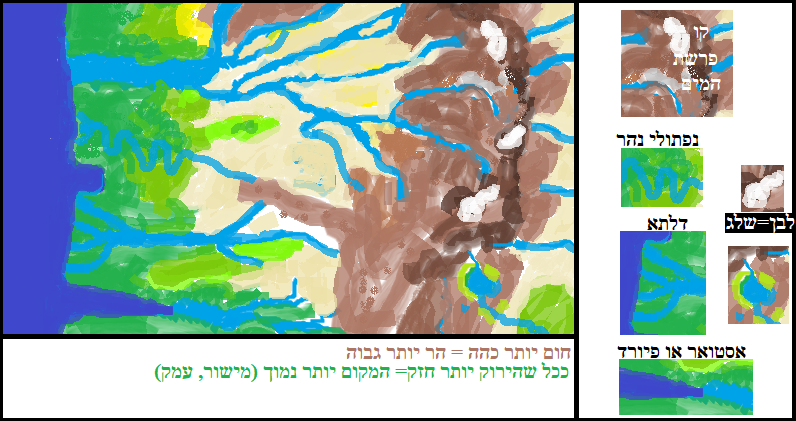 קו
פרשת
המים
נפתולי נהר
לבן=שלג
דלתא
אסטואר או פיורד
חום יותר כהה = הר יותר גבוה
ככל שהירוק יותר חזק= המקום יותר נמוך (מישור, עמק)